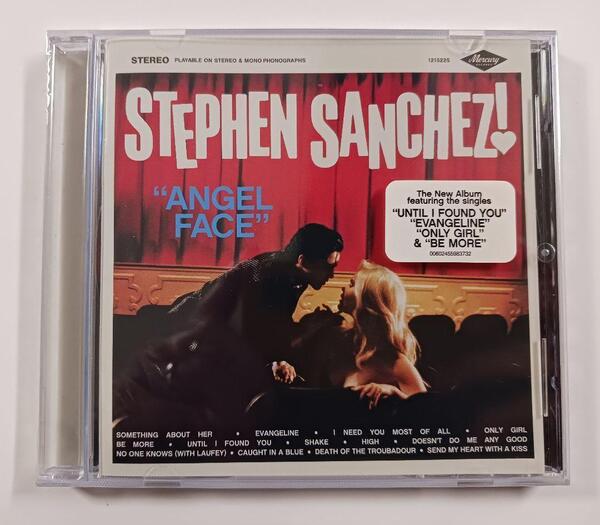 STEREO PLAYABLE ON STEREO & MONO PHONOGRAPHS 121522S Mercury
STEPHEN SANCHEZ!
"ANGEL
FACE"
The New Album
featuring the singles
"UNTIL I FOUND YOU"
"EVANGELINE"
"ONLY GIRL"
& "BE MORE"
00602455983732
SOMETHING ABOUT HER • EVANGELINE • I NEED YOU MOST OF ALL • ONLY GIRL
BE MORE • UNTIL I FOUND YOU • SHAKE • HIGH • DOESN'T DO ME ANY GOOD
NO ONE KNOWS (WITH LAUFEY) • CAUGHT IN A BLUE • DEATH OF THE TROUBADOUR • SEND MY HEART WITH A KISS